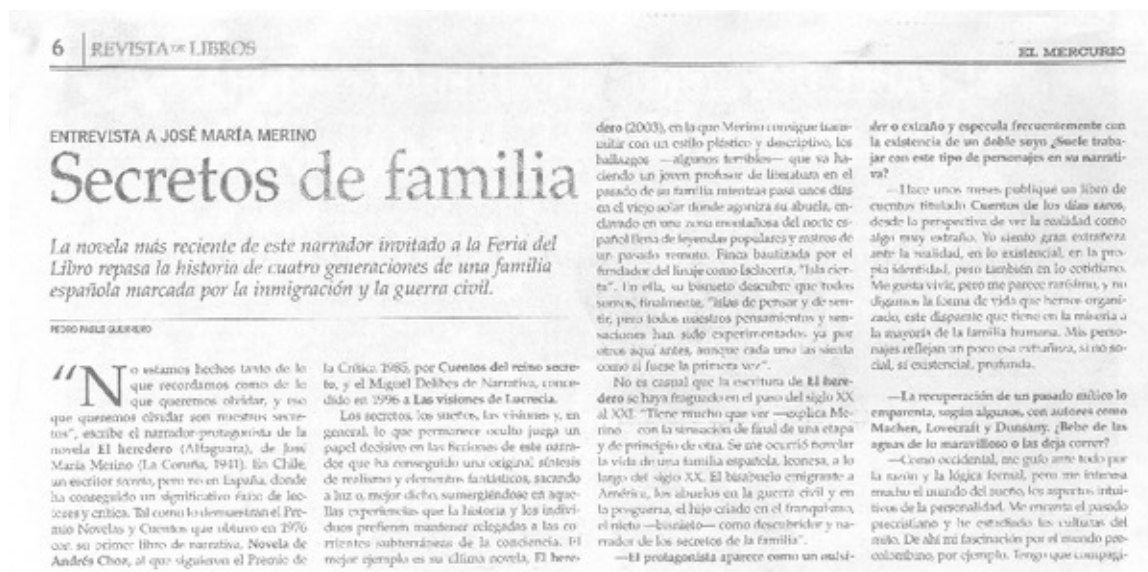 6 REVISTA DE LIBROS
EL MERCURIO
ENTREVISTA A JOSÉ MARÍA MERINO
Secretos de familia
La novela más reciente de este narrador invitado a la Feria del
Libro repasa la historia de cuatro generaciones de una familia
española marcada por la inmigración y la guerra civil.
PEDRO PABLO GUERRERO
“No estamos hechos tanto de lo
que recordamos como de lo
que queremos olvidar, y eso
que queremos olvidar son nuestros secre-
tos”, escribe el narrador-protagonista de la
novela El heredero (Alfaguara), de José
María Merino (La Coruña, 1941). En Chile,
un escritor secreto, pero no en España, donde
ha conseguido un significativo éxito de lec-
tores y crítica. Tal como lo demuestran el Pre-
mio Novelas y Cuentos que obtuvo en 1976
con su primer libro de narrativa, Novela de
Andrés Choz, al que siguieron el Premio de
la Crítica 1985, por Cuentos del reino secre-
to, y el Miguel Delibes de Narrativa, conce-
dido en 1996 a Las visiones de Lucrecia.
Los secretos, los sueños, las visiones y, en
general, lo que permanece oculto juega un
papel decisivo en las ficciones de este narra-
dor que ha conseguido una original síntesis
de realismo y elementos fantásticos, sacando
a luz o, mejor dicho, sumergiéndose en aque-
llas experiencias que la historia y los indivi-
duos prefieren mantener relegadas a las co-
rrientes subterráneas de la conciencia. El
mejor ejemplo es su última novela, El here-
dero (2003), en la que Merino consigue trans-
mitir con un estilo plástico y descriptivo, los
hallazgos —algunos terribles— que va ha-
ciendo un joven profesor de literatura en el
pasado de su familia mientras pasa unos días
en el viejo solar donde agoniza su abuela, en-
clavado en una zona montañosa del norte es-
pañol llena de leyendas populares y rastros de
un pasado remoto. Finca bautizada por el
fundador del linaje como Isclacerta, “Isla cier-
ta”. En ella, su bisnieto descubre que todos
somos, finalmente, “islas de pensar y de sen-
tir, pero todos nuestros pensamientos y sen-
saciones han sido experimentados ya por
otros aquí antes, aunque cada uno las sienta
como si fuese la primera vez”.
No es casual que la escritura de El here-
dero se haya fraguado en el paso del siglo XX
al XXI. “Tiene mucho que ver —explica Me-
rino— con la sensación de final de una etapa
y de principio de otra. Se me ocurrió novelar
la vida de una familia española, leonesa, a lo
largo del siglo XX. El bisabuelo emigrante a
América, los abuelos en la guerra civil y en
la posguerra, el hijo criado en el franquismo,
el nieto —bisnieto— como descubridor y na-
rrador de los secretos de la familia”.
—El protagonista aparece como un outsi-
der o extraño y especula frecuentemente con
la existencia de un doble suyo ¿Suele traba-
jar con este tipo de personajes en su narrati-
va?
—Hace unos meses publiqué un libro de
cuentos titulado Cuentos de los días raros,
desde la perspectiva de ver la realidad como
algo muy extraño. Yo siento gran extrañeza
ante la realidad, en lo existencial, en la pro-
pia identidad, pero también en lo cotidiano.
Me gusta vivir, pero me parece rarísimo, y no
digamos la forma de vida que hemos organi-
zado, este disparate que tiene en la miseria a
la mayoría de la familia humana. Mis perso-
najes reflejan un poco esa extrañeza, si no so-
cial, sí existencial, profunda.
—La recuperación de un pasado mítico lo
emparenta, según algunos, con autores como
Machen, Lovecraft y Dunsany. ¿Bebe de las
aguas de lo maravilloso o las deja correr?
—Como occidental, me guío ante todo por
la razón y la lógica formal, pero me interesa
mucho el mundo del sueño, los aspectos intui-
tivos de la personalidad. Me encanta el pasado
precristiano y he estudiado las culturas del
mito. De ahí mi fascinación por el mundo pre-
colombino, por ejemplo. Tengo que compagi-